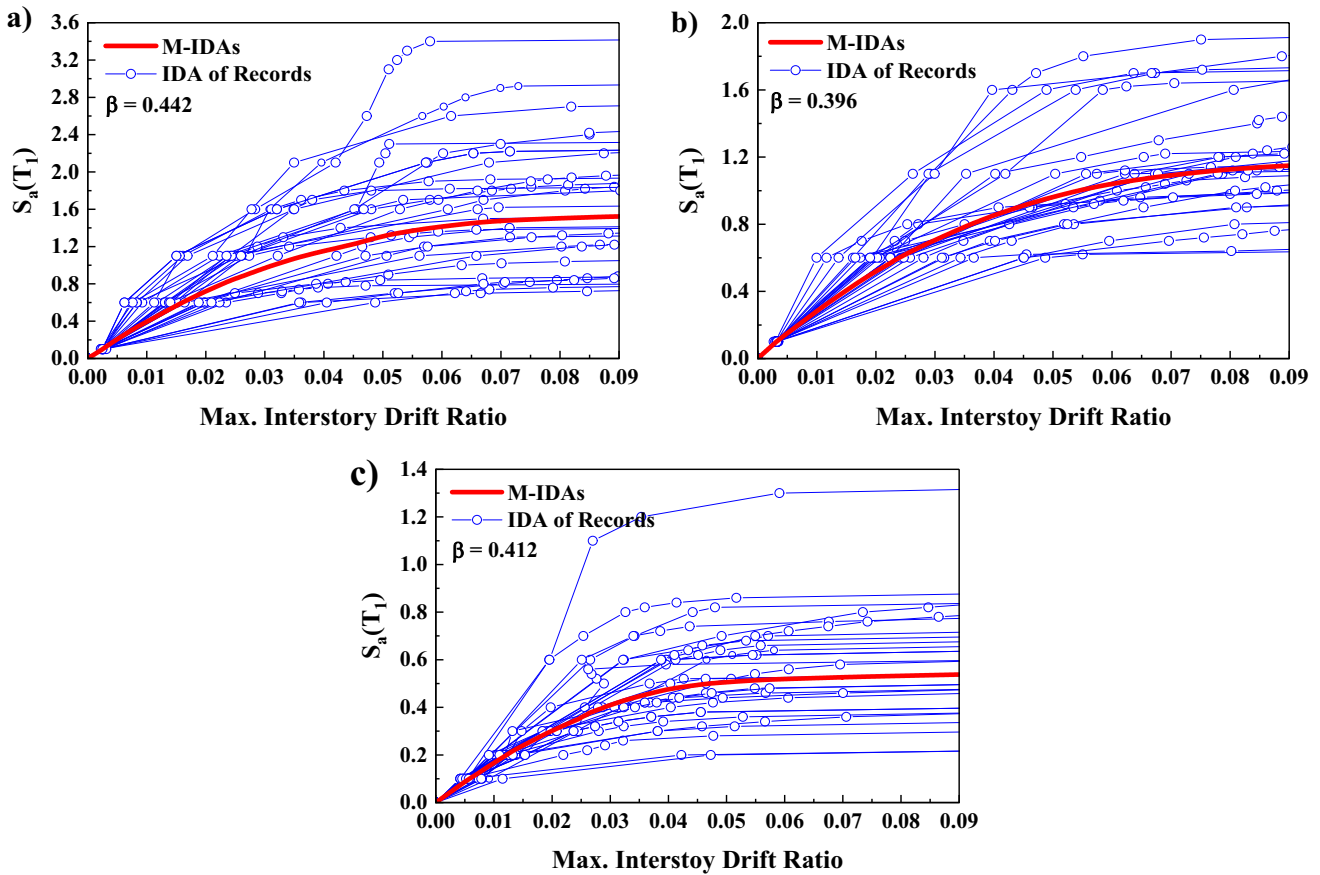 a)
3.6
3.2
2.8
2.4
2.0
1.6
1.2
0.8
0.4
0.0
M-IDAs
IDA of Records
β = 0.442
Sa(T1)
0.00 0.01 0.02 0.03 0.04 0.05 0.06 0.07 0.08 0.09
Max. Interstory Drift Ratio
b)
2.0
1.6
1.2
0.8
0.4
0.0
M-IDAs
IDA of Records
β = 0.396
Sa(T1)
0.00 0.01 0.02 0.03 0.04 0.05 0.06 0.07 0.08 0.09
Max. Interstoy Drift Ratio
c)
1.4
1.2
1.0
0.8
0.6
0.4
0.2
0.0
M-IDAs
IDA of Records
β = 0.412
Sa(T1)
0.00 0.01 0.02 0.03 0.04 0.05 0.06 0.07 0.08 0.09
Max. Interstoy Drift Ratio